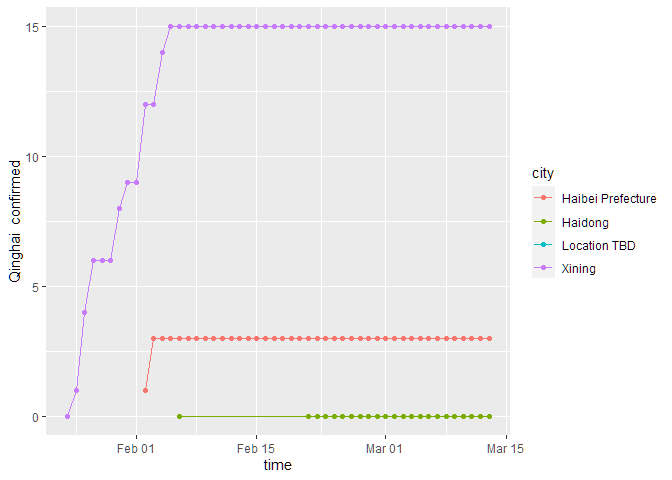 15
10
5
0
Qinghai confirmed
Feb 01
Feb 15
Mar 01
Mar 15
time
city
Haibei Prefecture
Haidong
Location TBD
Xining